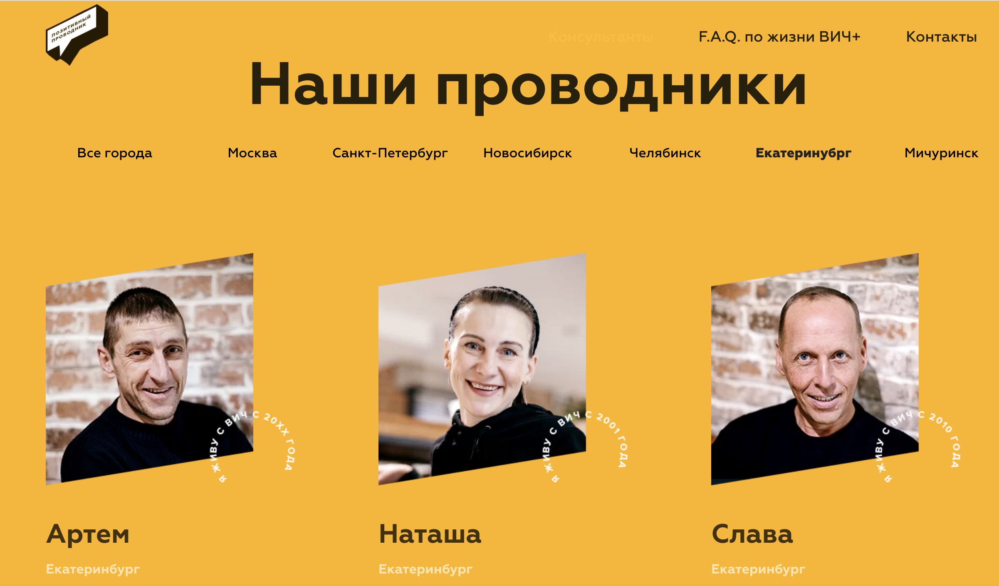 ПОЗИТИВНЫЙ
ПРОВОДНИК
Консультанты
F.A.Q. по жизни ВИЧ+
Контакты
Наши проводники
Все города
Москва
Санкт-Петербург
Новосибирск
Челябинск
Екатеринубрг
Мичуринск
Я ЖИВУ С ВИЧ С 20XX ГОДА
Я ЖИВУ С ВИЧ С 2001 ГОДА
Я ЖИВУ С ВИЧ С 2010 ГОДА
Артем
Наташа
Слава
Екатеринбург
Екатеринбург
Екатеринбург